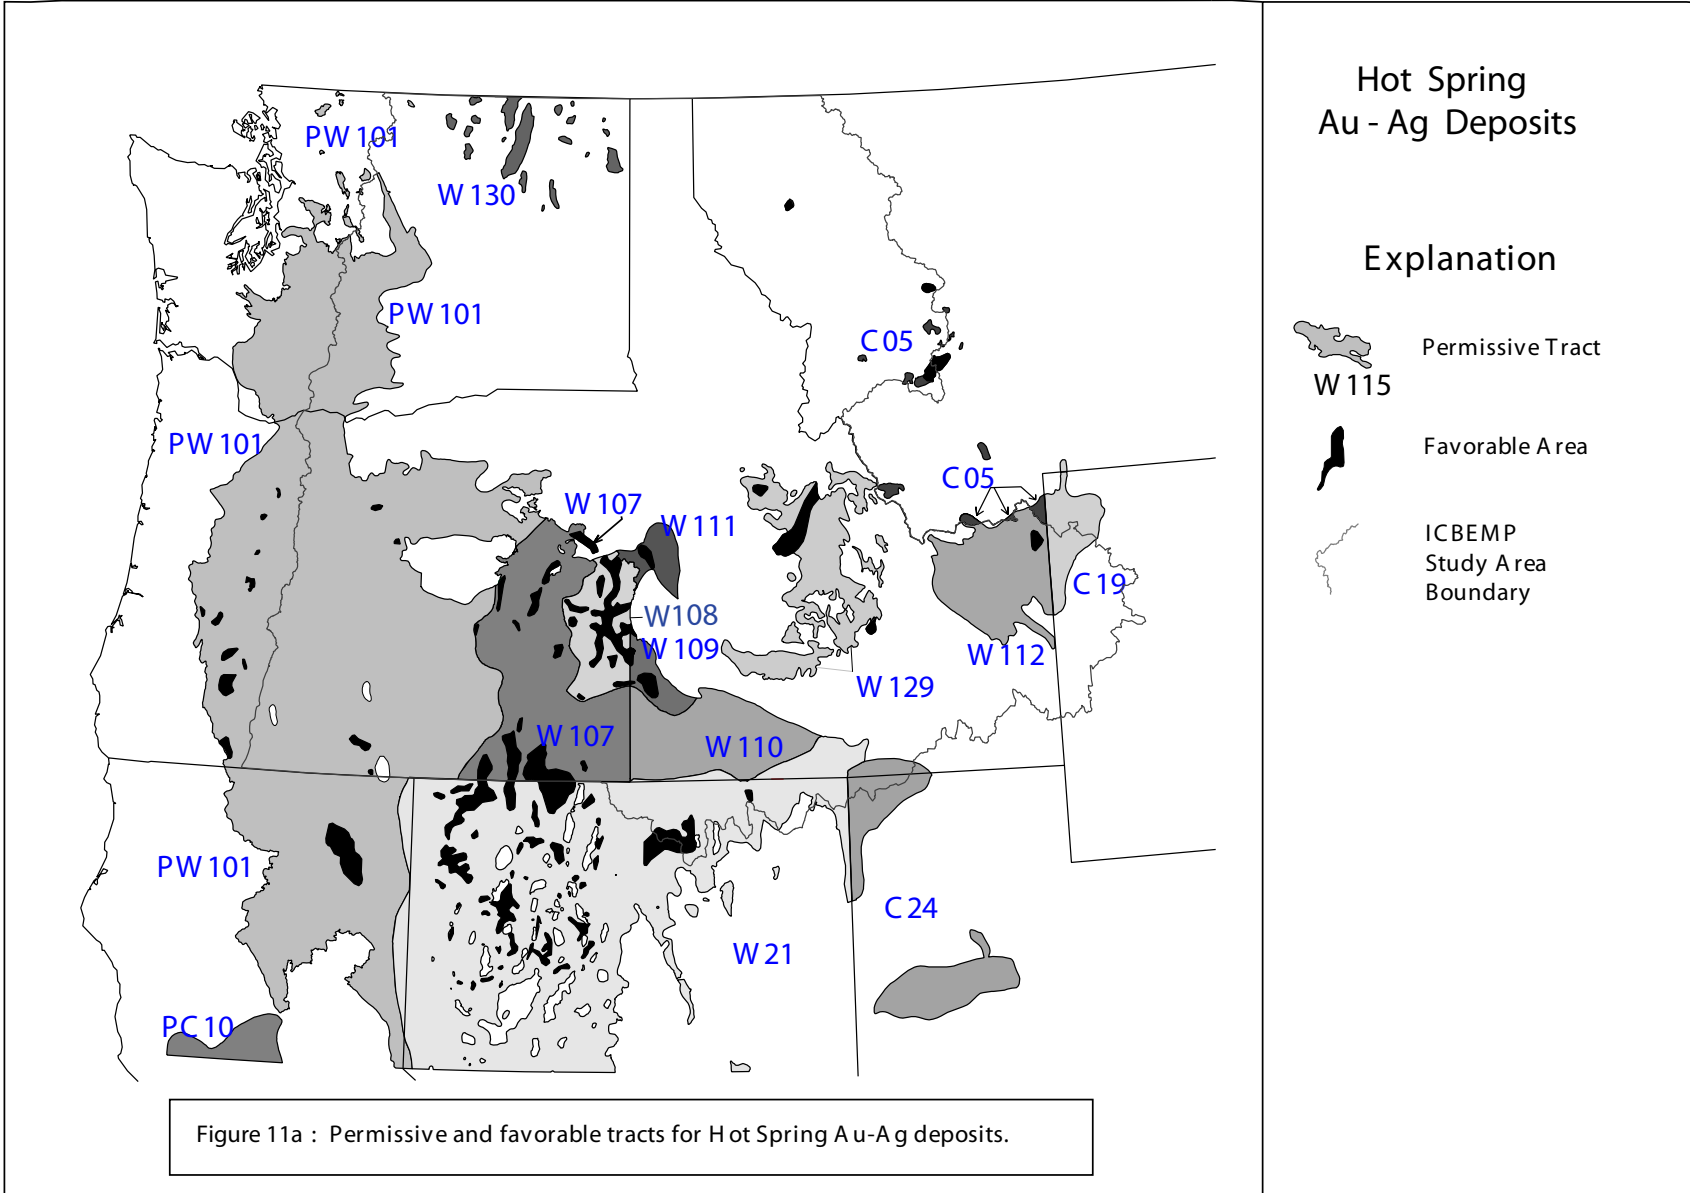 Hot Spring
Au - Ag Deposits
Explanation
Permissive Tract
W 115
Favorable Area
ICBEMP
Study Area
Boundary
PW 101
W 130
PW 101
C 05
PW 101
C 05
W 107
W 111
C 19
W108
W 109
W 112
W 129
W 107
W 110
PW 101
C 24
W 21
PC 10
Figure 11a : Permissive and favorable tracts for Hot Spring Au-Ag deposits.